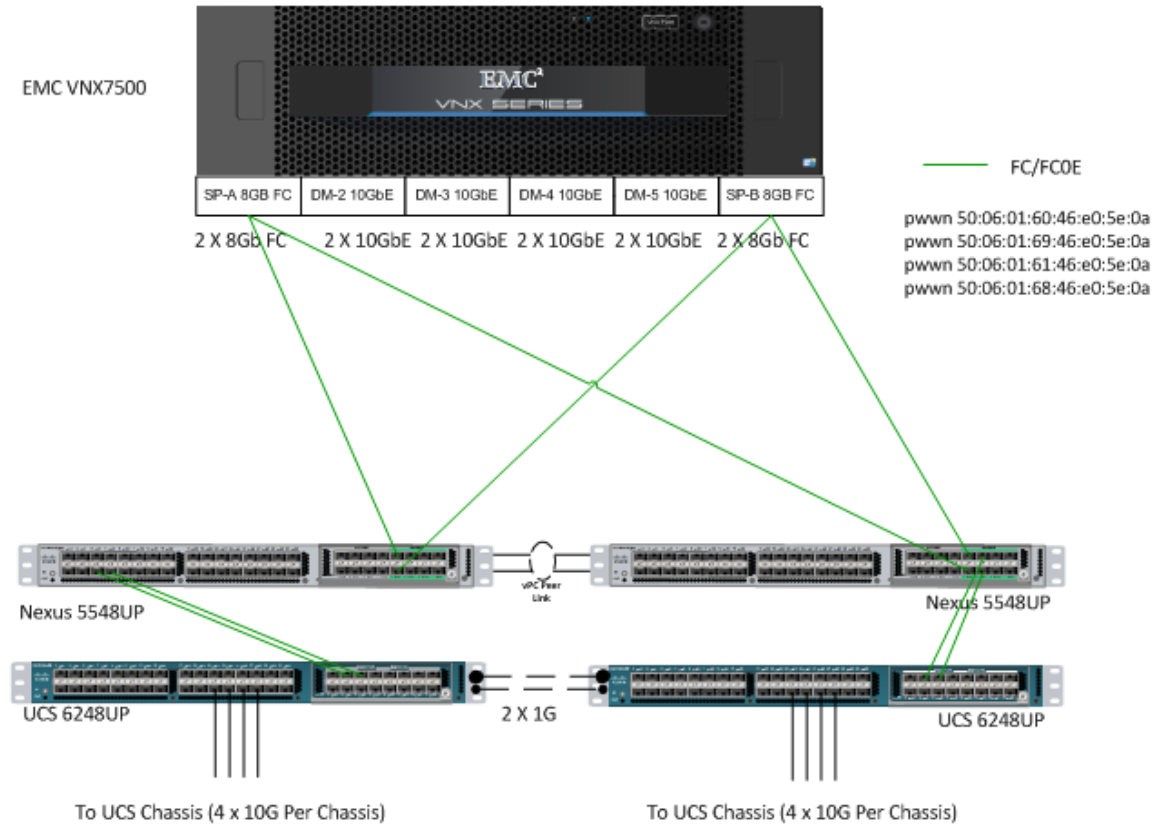 EMC VNX7500
EMC²
VNX SERIES
SP-A 8GB FC
DM-2 10GbE
DM-3 10GbE
DM-4 10GbE
DM-5 10GbE
SP-B 8GB FC
2 X 8Gb FC
2 X 10GbE
2 X 10GbE
2 X 10GbE
2 X 10GbE
2 X 8Gb FC
FC/FC0E
pwwn 50:06:01:60:46:e0:5e:0a
pwwn 50:06:01:69:46:e0:5e:0a
pwwn 50:06:01:61:46:e0:5e:0a
pwwn 50:06:01:68:46:e0:5e:0a
vPC Peer
Link
Nexus 5548UP
Nexus 5548UP
UCS 6248UP
2 X 1G
UCS 6248UP
To UCS Chassis (4 x 10G Per Chassis)
To UCS Chassis (4 x 10G Per Chassis)